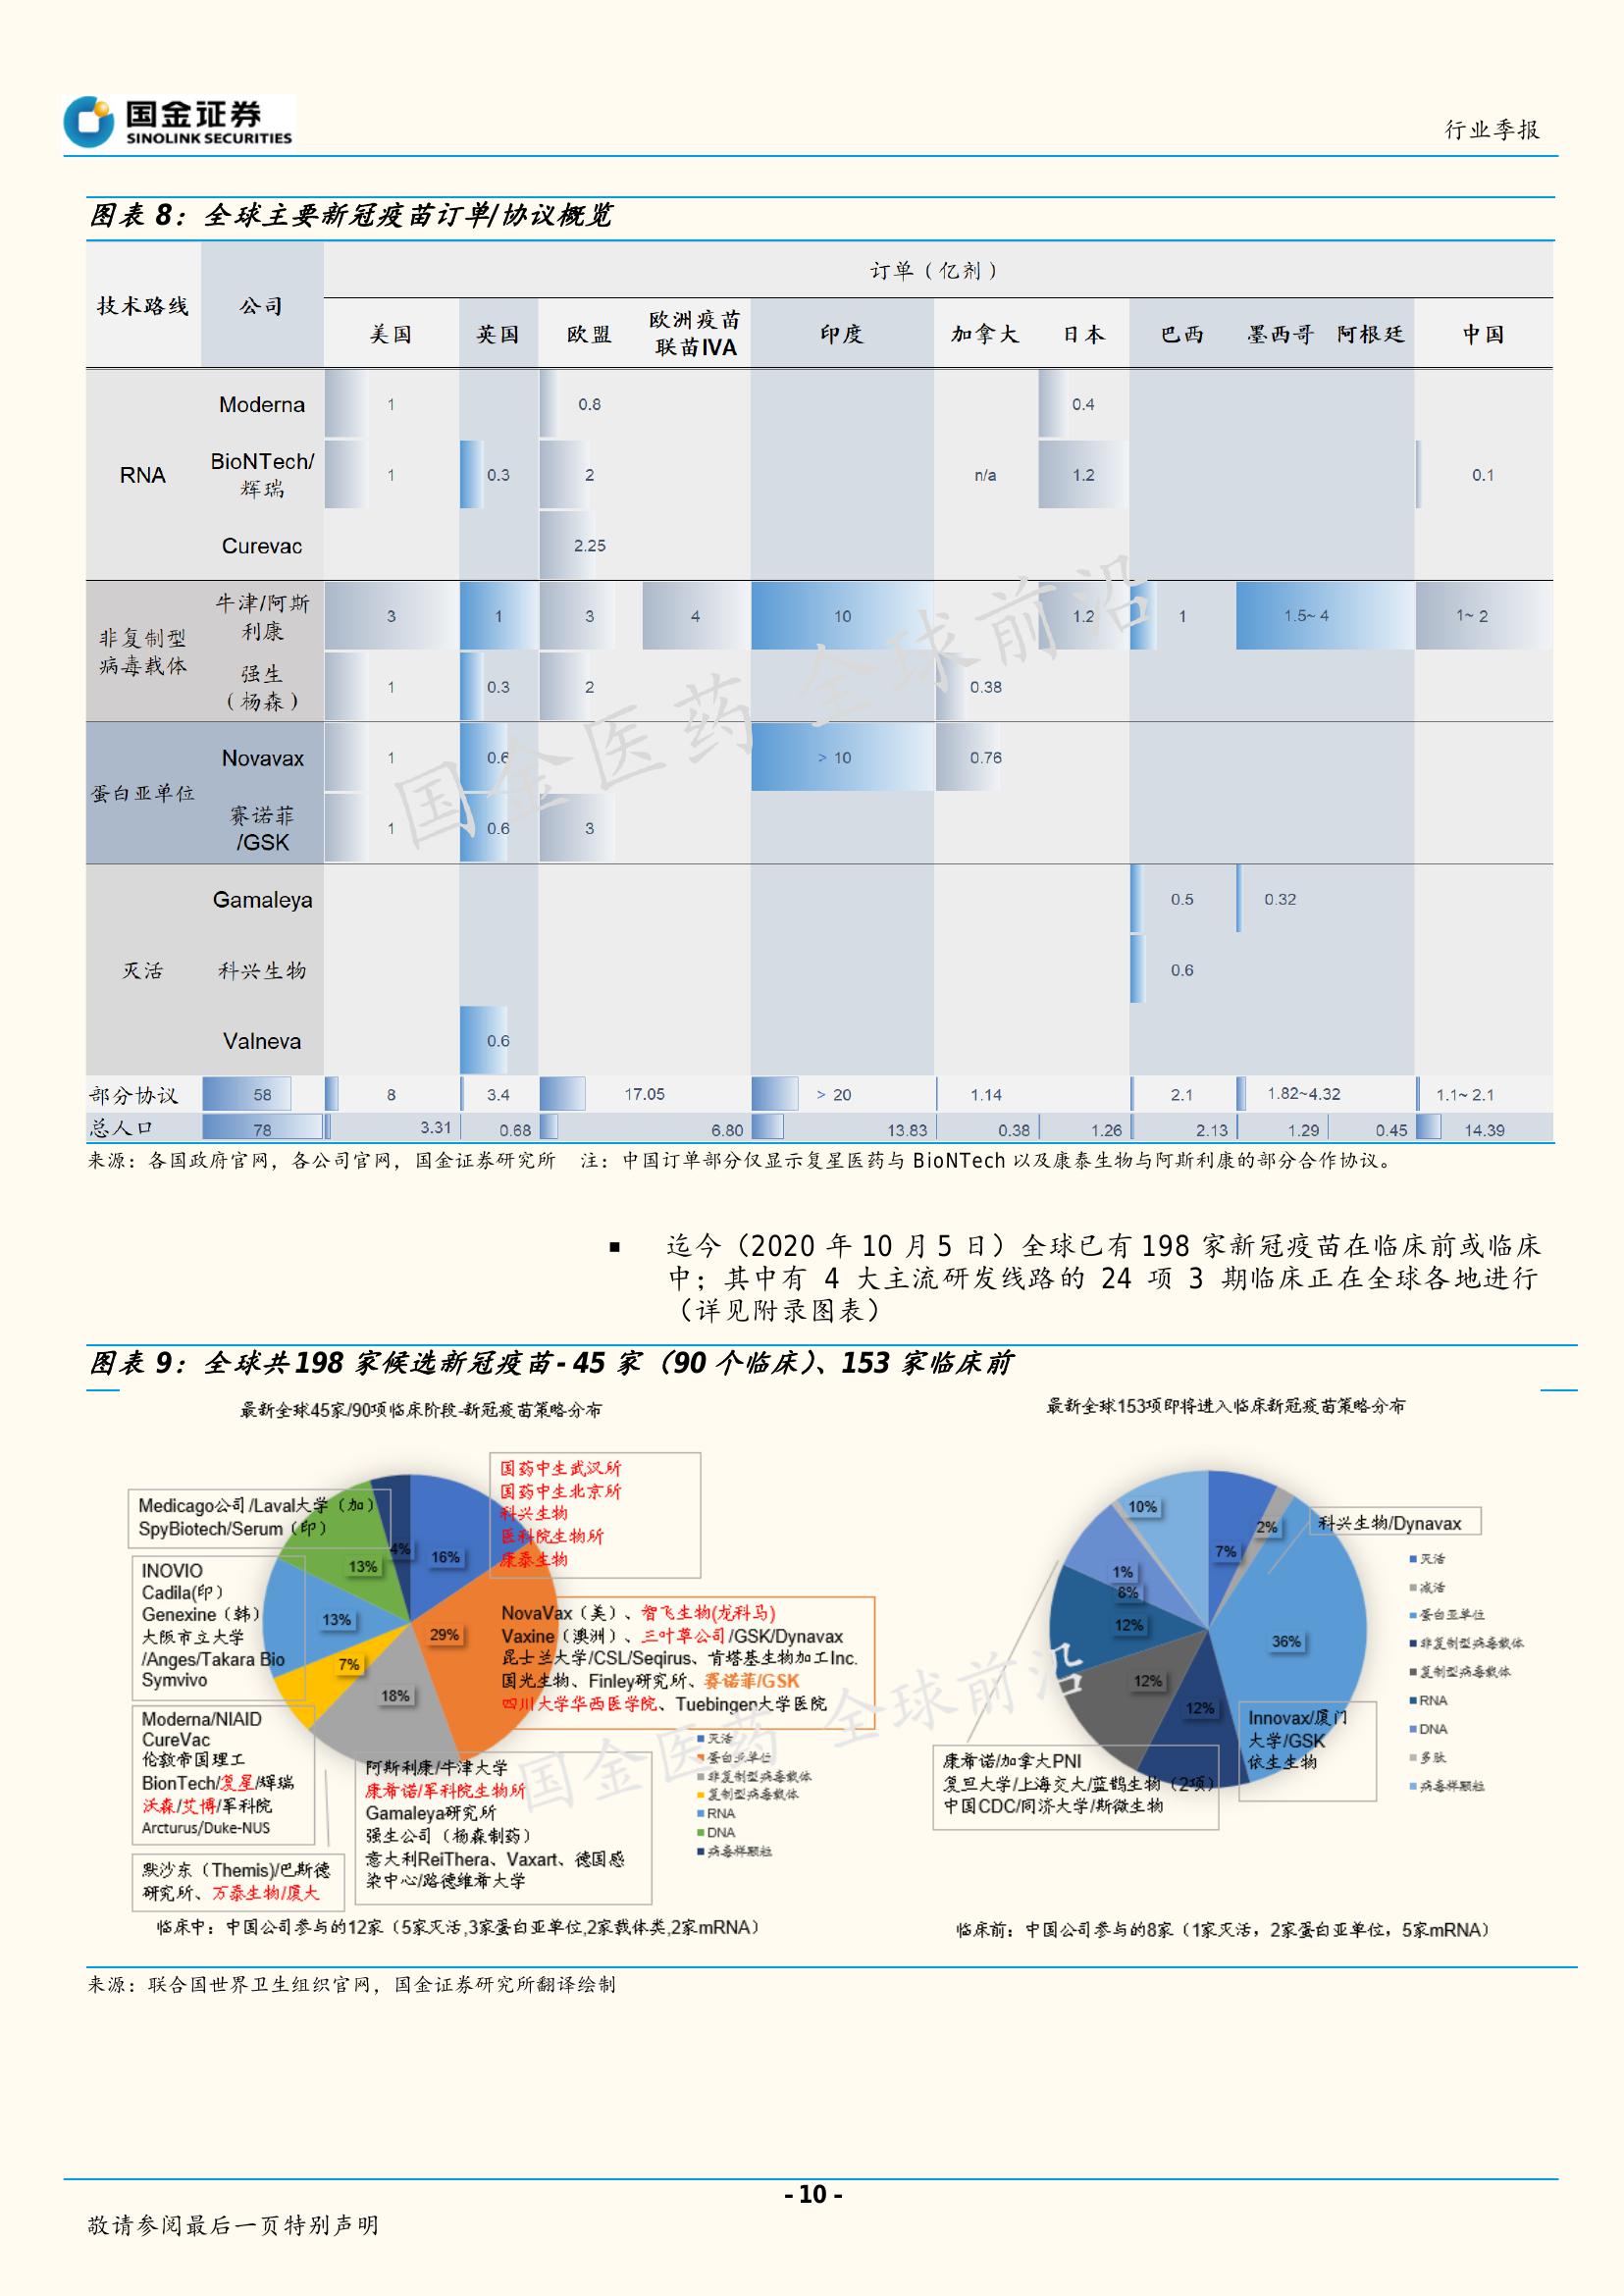 国金证券
SINOLINK SECURITIES
行业季报
图表 8：全球主要新冠疫苗订单/协议概览
技术路线 公司 订单（亿剂）
美国 英国 欧盟 欧洲疫苗联苗IVA 印度 加拿大 日本 巴西 墨西哥 阿根廷 中国
RNA
Moderna 1 0.8 0.4
BioNTech/辉瑞 1 0.3 2 n/a 1.2 0.1
Curevac 2.25
非复制型病毒载体
牛津/阿斯利康 3 1 3 4 10 1.2 1 1.5~ 4 1~ 2
强生（杨森） 1 0.3 2 0.38
蛋白亚单位
Novavax 1 0.6 > 10 0.76
赛诺菲/GSK 1 0.6 3
灭活
Gamaleya 0.5 0.32
科兴生物 0.6
Valneva 0.6
部分协议 58 8 3.4 17.05 > 20 1.14 2.1 1.82~4.32 1.1~ 2.1
总人口 78 3.31 0.68 6.80 13.83 0.38 1.26 2.13 1.29 0.45 14.39
国金医药 全球前沿
来源：各国政府官网，各公司官网，国金证券研究所 注：中国订单部分仅显示复星医药与 BioNTech 以及康泰生物与阿斯利康的部分合作协议。
■ 迄今（2020 年 10 月 5 日）全球已有 198 家新冠疫苗在临床前或临床
中；其中有 4 大主流研发线路的 24 项 3 期临床正在全球各地进行
（详见附录图表）
图表 9：全球共 198 家候选新冠疫苗- 45 家（90 个临床）、153 家临床前
最新全球45家/90项临床阶段-新冠疫苗策略分布
国药中生武汉所
国药中生北京所
科兴生物
医科院生物所
康泰生物
Medicago公司/Laval大学（加）
SpyBiotech/Serum（印）
INOVIO
Cadila(印）
Genexine（韩）
大阪市立大学
/Anges/Takara Bio
Symvivo
4%
16%
13%
13%
29%
7%
18%
NovaVax（美）、智飞生物(龙科马)
Vaxine（澳洲）、三叶草公司/GSK/Dynavax
昆士兰大学/CSL/Seqirus、肯塔基生物加工Inc.
国光生物、Finley研究所、赛诺菲/GSK
四川大学华西医学院、Tuebingen大学医院
Moderna/NIAID
CureVac
伦敦帝国理工
BionTech/复星/辉瑞
沃森/艾博/军科院
Arcturus/Duke-NUS
阿斯利康/牛津大学
康希诺/军科院生物所
Gamaleya研究所
强生公司（杨森制药）
意大利ReiThera、Vaxart、德国感
染中心/路德维希大学
默沙东（Themis)/巴斯德
研究所、万泰生物/厦大
灭活
蛋白亚单位
非复制型病毒载体
复制型病毒载体
RNA
DNA
病毒样颗粒
临床中：中国公司参与的12家（5家灭活,3家蛋白亚单位,2家载体类,2家mRNA）
最新全球153项即将进入临床新冠疫苗策略分布
10%
2%
7%
1%
8%
12%
36%
12%
12%
科兴生物/Dynavax
Innovax/厦门
大学/GSK
依生生物
康希诺/加拿大PNI
复旦大学/上海交大/蓝鹊生物（2项）
中国CDC/同济大学/斯微生物
灭活
减活
蛋白亚单位
非复制型病毒载体
复制型病毒载体
RNA
DNA
多肽
病毒样颗粒
临床前：中国公司参与的8家（1家灭活，2家蛋白亚单位，5家mRNA）
国金医药 全球前沿
来源：联合国世界卫生组织官网，国金证券研究所翻译绘制
- 10 -
敬请参阅最后一页特别声明